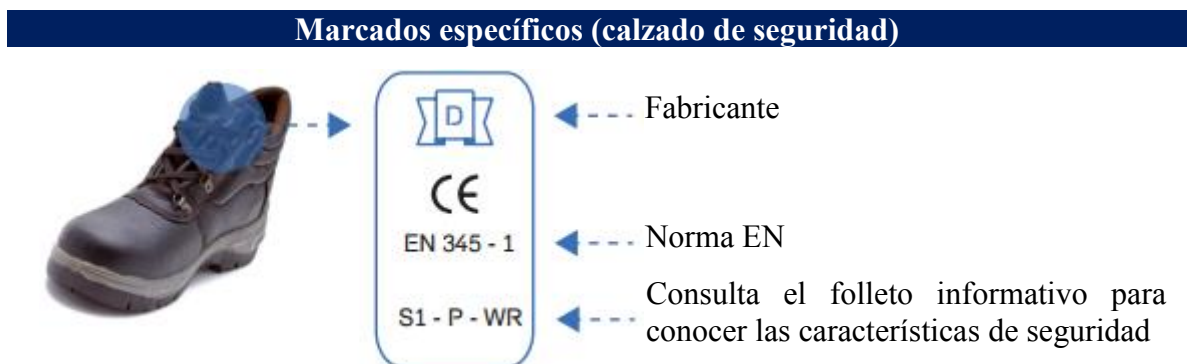 Marcados específicos (calzado de seguridad)
D
Fabricante
CE
EN 345 - 1
Norma EN
S1 - P - WR
Consulta el folleto informativo para
conocer las características de seguridad